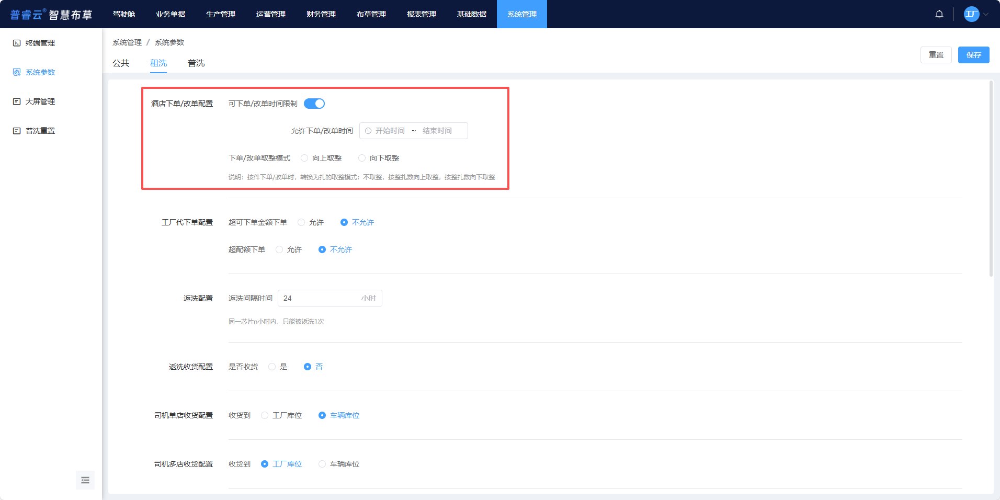 普睿云® 智慧布草 驾驶舱 业务单据 生产管理 运营管理 财务管理 布草管理 报表管理 基础数据 系统管理 工厂
终端管理
系统参数
大屏管理
普洗重置
系统管理 / 系统参数
公共 租洗 普洗
重置 保存
酒店下单/改单配置 可下单/改单时间限制
允许下单/改单时间 开始时间 ~ 结束时间
下单/改单取整模式 向上取整 向下取整
说明：按件下单/改单时，转换为扎的取整模式：不取整，按整扎数向上取整，按整扎数向下取整
工厂代下单配置 超可下单金额下单 允许 不允许
超配额下单 允许 不允许
返洗配置 返洗间隔时间 24 小时
同一芯片n小时内，只能被返洗1次
返洗收货配置 是否收货 是 否
司机单店收货配置 收货到 工厂库位 车辆库位
司机多店收货配置 收货到 工厂库位 车辆库位